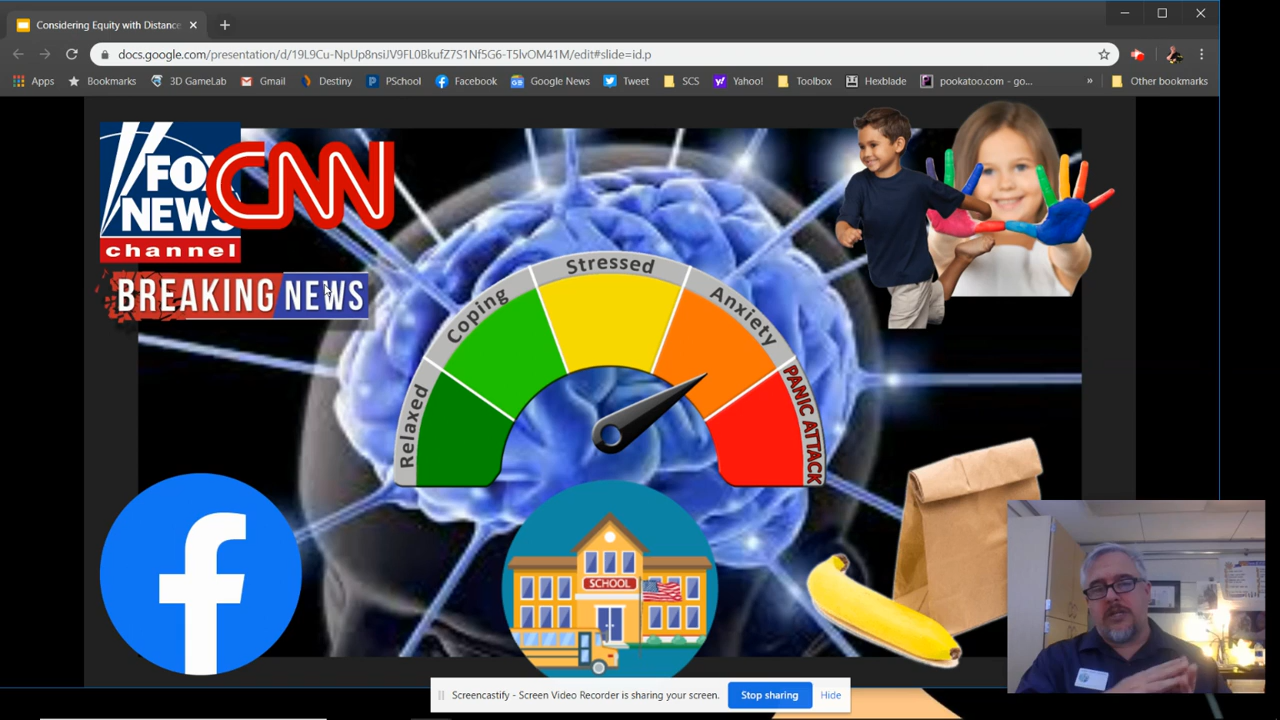 Considering Equity with Distance
docs.google.com/presentation/d/19L9Cu-NpUp8nsiJV9FL0BkufZ7S1Nf5G6-T5lvOM41M/edit#slide=id.p
Apps Bookmarks 3D GameLab Gmail Destiny PSchool Facebook Google News Tweet SCS Yahoo! Toolbox Hexblade pookatoo.com - go... » Other bookmarks
FOX
NEWS
channel
CNN
BREAKING NEWS
Relaxed
Coping
Stressed
Anxiety
PANIC ATTACK
f
SCHOOL
Screencastify - Screen Video Recorder is sharing your screen. Stop sharing Hide